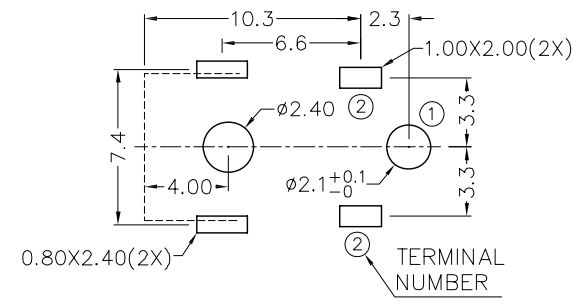 10.3
2.3
6.6
1.00X2.00(2X)
2
1
ø2.40
3.3
7.4
4.00
ø2.1 +0.1 -0
3.3
0.80X2.40(2X)
2
TERMINAL
NUMBER